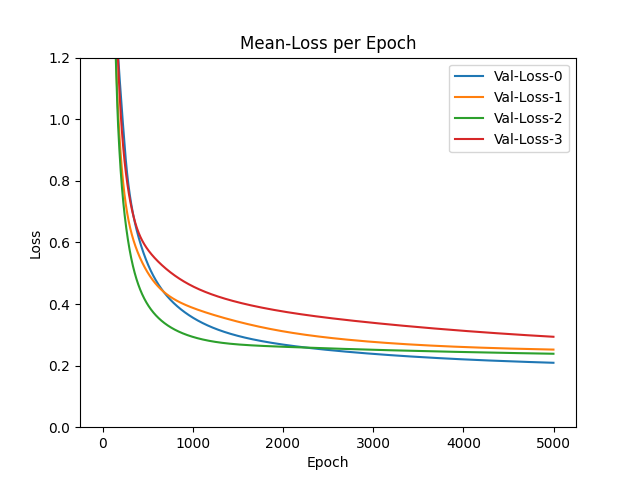 Mean-Loss per Epoch
Val-Loss-0
Val-Loss-1
Val-Loss-2
Val-Loss-3
Loss
1.2
1.0
0.8
0.6
0.4
0.2
0.0
0 1000 2000 3000 4000 5000
Epoch